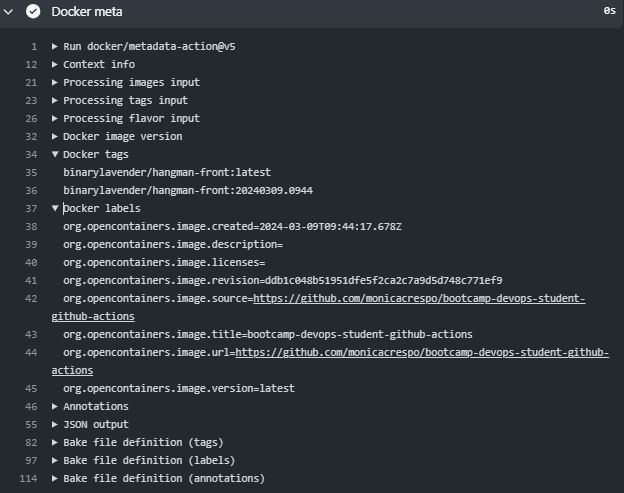 Docker meta 0s
1 Run docker/metadata-action@v5
12 Context info
21 Processing images input
23 Processing tags input
26 Processing flavor input
32 Docker image version
34 Docker tags
35 binarylavender/hangman-front:latest
36 binarylavender/hangman-front:20240309.0944
37 Docker labels
38 org.opencontainers.image.created=2024-03-09T09:44:17.678Z
39 org.opencontainers.image.description=
40 org.opencontainers.image.licenses=
41 org.opencontainers.image.revision=ddb1c048b51951dfe5f2ca2c7a9d5d748c771ef9
42 org.opencontainers.image.source=https://github.com/monicacrespo/bootcamp-devops-student-
github-actions
43 org.opencontainers.image.title=bootcamp-devops-student-github-actions
44 org.opencontainers.image.url=https://github.com/monicacrespo/bootcamp-devops-student-github-
actions
45 org.opencontainers.image.version=latest
46 Annotations
55 JSON output
82 Bake file definition (tags)
97 Bake file definition (labels)
114 Bake file definition (annotations)